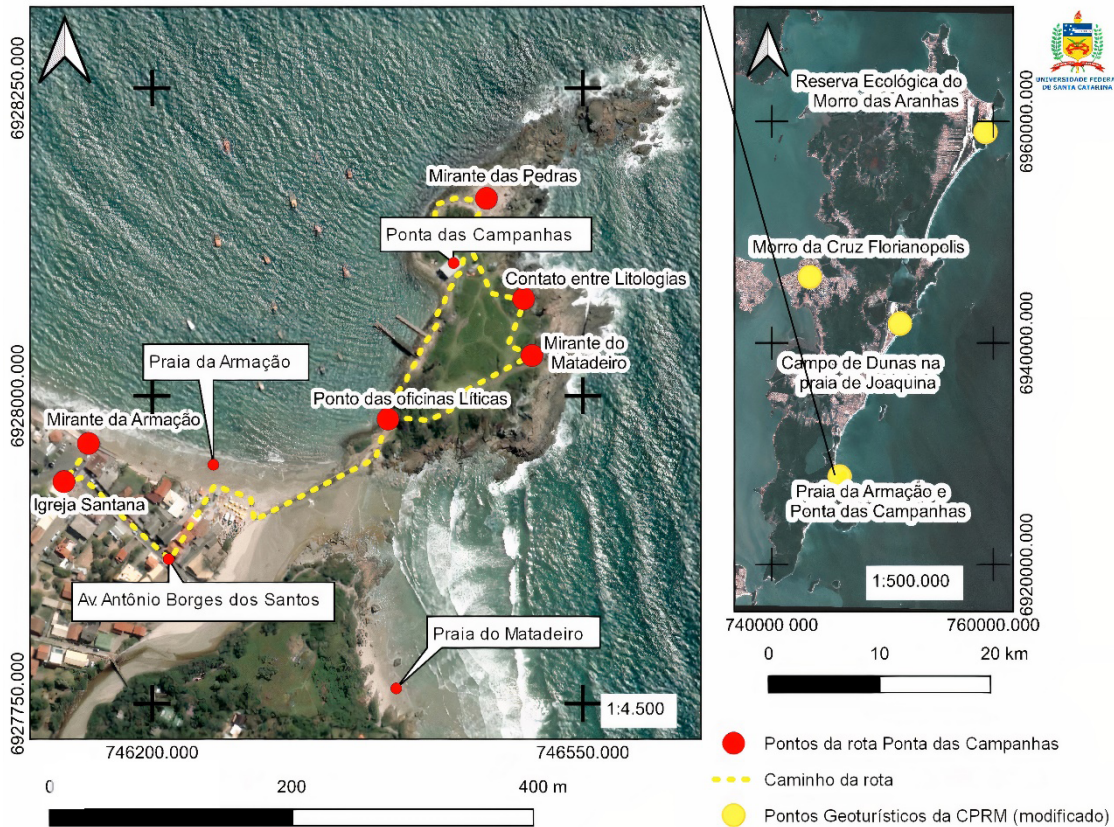 6928250.000
6928000.000
6927750.000
746200.000
746550.000
Mirante das Pedras
Ponta das Campanhas
Contato entre Litologias
Mirante do
Matadeiro
Praia da Armação
Ponto das oficinas Líticas
Mirante da Armação
Igreja Santana
Av. Antônio Borges dos Santos
Praia do Matadeiro
1:4.500
0
200
400 m
Reserva Ecológica do
Morro das Aranhas
Morro da Cruz Florianopolis
Campo de Dunas na
praia de Joaquina
Praia da Armação e
Ponta das Campanhas
1:500.000
6960000.000
6940000.000
6920000.000
740000 000
760000.000
0
10
20 km
UNIVERSIDADE FEDERAL
DE SANTA CATARINA
Pontos da rota Ponta das Campanhas
Caminho da rota
Pontos Geoturísticos da CPRM (modificado)